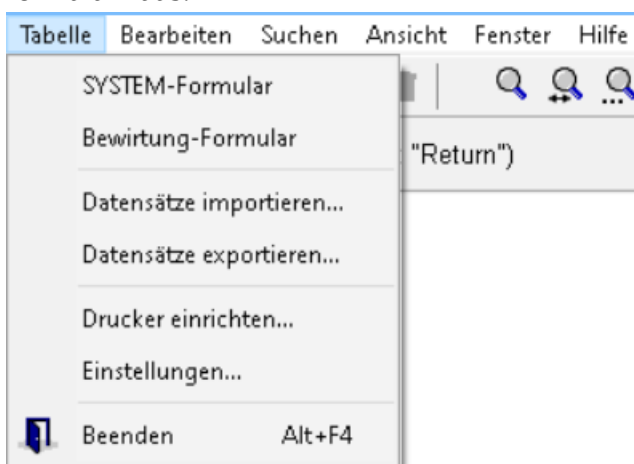 Tabelle Bearbeiten Suchen Ansicht Fenster Hilfe
SYSTEM-Formular
Bewirtung-Formular
"Return")
Datensätze importieren...
Datensätze exportieren...
Drucker einrichten...
Einstellungen...
Beenden Alt+F4